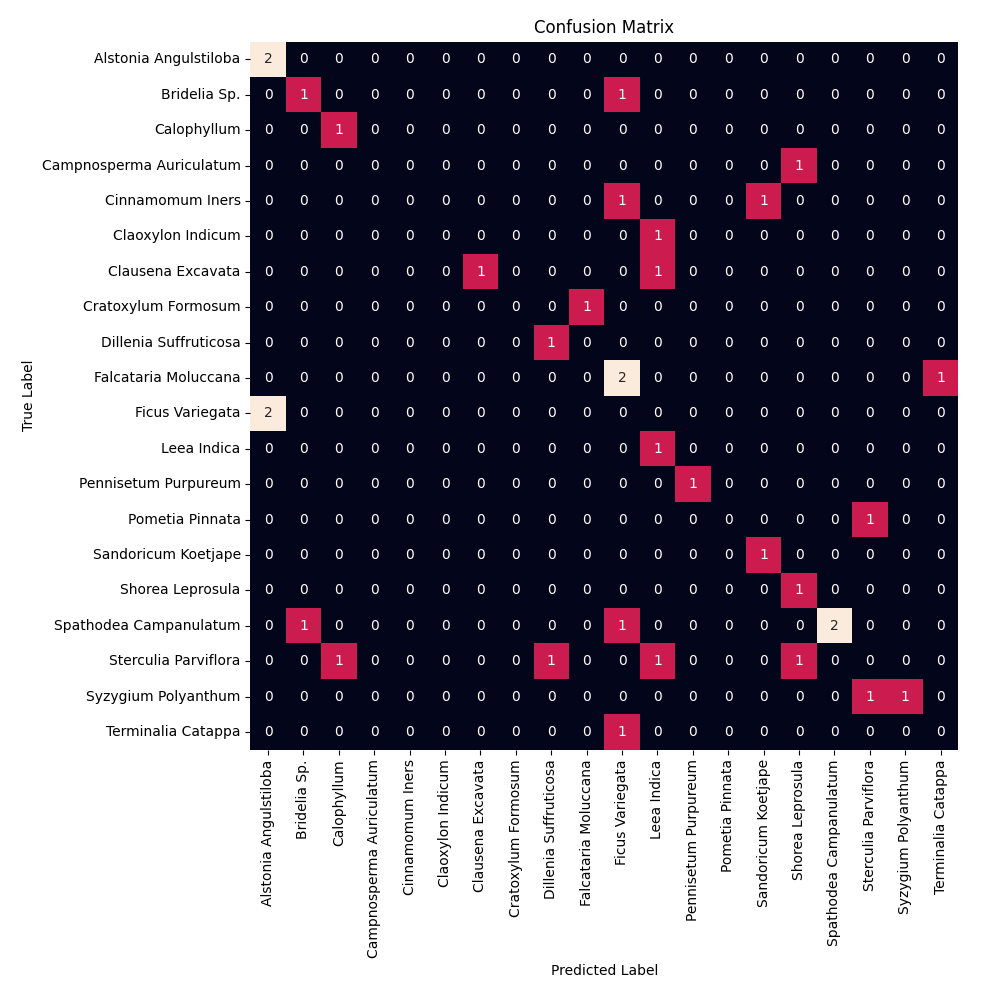 Confusion Matrix
Alstonia Angulstiloba 2 0 0 0 0 0 0 0 0 0 0 0 0 0 0 0 0 0 0 0
Bridelia Sp. 0 1 0 0 0 0 0 0 0 0 1 0 0 0 0 0 0 0 0 0
Calophyllum 0 0 1 0 0 0 0 0 0 0 0 0 0 0 0 0 0 0 0 0
Campnosperma Auriculatum 0 0 0 0 0 0 0 0 0 0 0 0 0 0 0 1 0 0 0 0
Cinnamomum Iners 0 0 0 0 0 0 0 0 0 0 1 0 0 0 1 0 0 0 0 0
Claoxylon Indicum 0 0 0 0 0 0 0 0 0 0 0 1 0 0 0 0 0 0 0 0
Clausena Excavata 0 0 0 0 0 0 1 0 0 0 0 1 0 0 0 0 0 0 0 0
Cratoxylum Formosum 0 0 0 0 0 0 0 0 0 1 0 0 0 0 0 0 0 0 0 0
Dillenia Suffruticosa 0 0 0 0 0 0 0 0 1 0 0 0 0 0 0 0 0 0 0 0
Falcataria Moluccana 0 0 0 0 0 0 0 0 0 0 2 0 0 0 0 0 0 0 0 1
Ficus Variegata 2 0 0 0 0 0 0 0 0 0 0 0 0 0 0 0 0 0 0 0
Leea Indica 0 0 0 0 0 0 0 0 0 0 0 1 0 0 0 0 0 0 0 0
Pennisetum Purpureum 0 0 0 0 0 0 0 0 0 0 0 0 1 0 0 0 0 0 0 0
Pometia Pinnata 0 0 0 0 0 0 0 0 0 0 0 0 0 0 0 0 0 1 0 0
Sandoricum Koetjape 0 0 0 0 0 0 0 0 0 0 0 0 0 0 1 0 0 0 0 0
Shorea Leprosula 0 0 0 0 0 0 0 0 0 0 0 0 0 0 0 1 0 0 0 0
Spathodea Campanulatum 0 1 0 0 0 0 0 0 0 0 1 0 0 0 0 0 2 0 0 0
Sterculia Parviflora 0 0 1 0 0 0 0 0 1 0 0 1 0 0 0 1 0 0 0 0
Syzygium Polyanthum 0 0 0 0 0 0 0 0 0 0 0 0 0 0 0 0 0 1 1 0
Terminalia Catappa 0 0 0 0 0 0 0 0 0 0 1 0 0 0 0 0 0 0 0 0
True Label
Alstonia Angulstiloba
Bridelia Sp.
Calophyllum
Campnosperma Auriculatum
Cinnamomum Iners
Claoxylon Indicum
Clausena Excavata
Cratoxylum Formosum
Dillenia Suffruticosa
Falcataria Moluccana
Ficus Variegata
Leea Indica
Pennisetum Purpureum
Pometia Pinnata
Sandoricum Koetjape
Shorea Leprosula
Spathodea Campanulatum
Sterculia Parviflora
Syzygium Polyanthum
Terminalia Catappa
Predicted Label